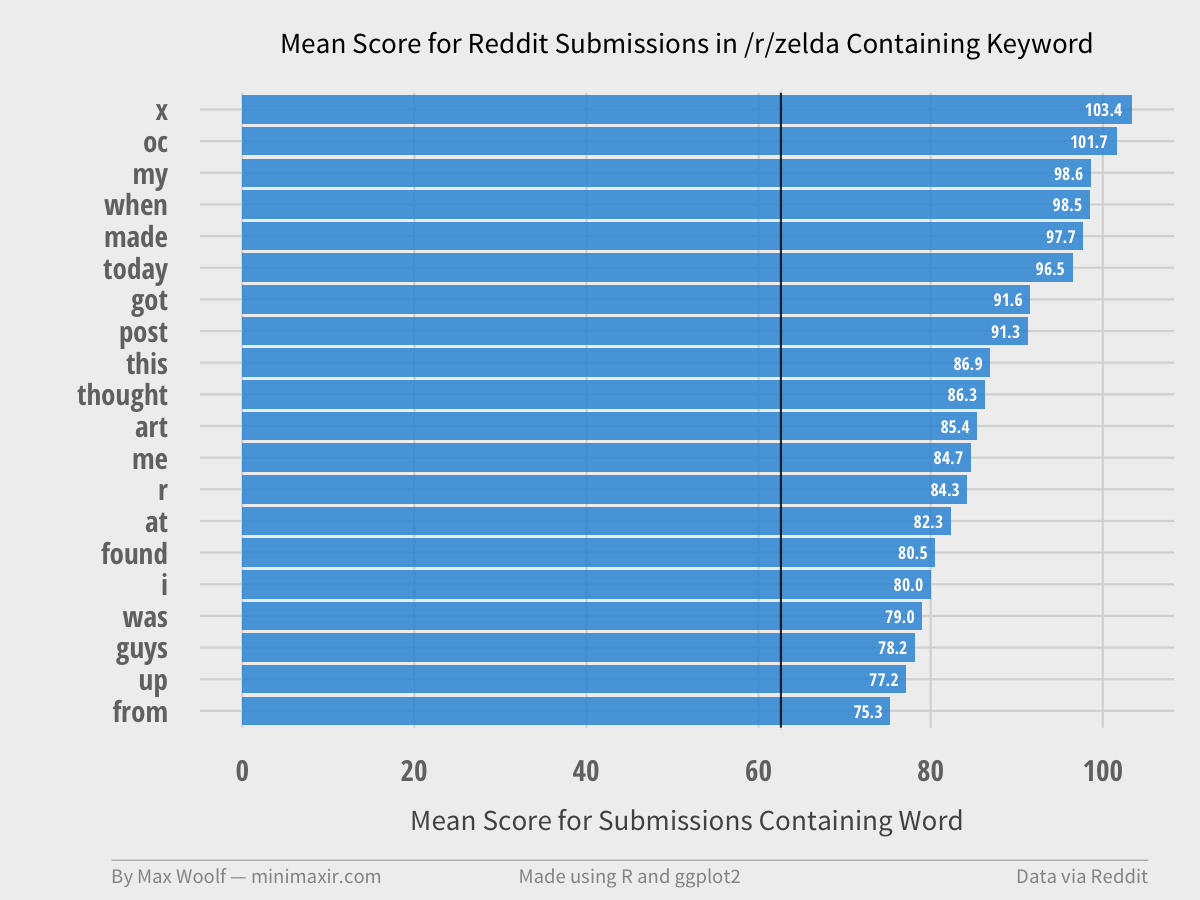 Mean Score for Reddit Submissions in /r/zelda Containing Keyword
x 103.4
oc 101.7
my 98.6
when 98.5
made 97.7
today 96.5
got 91.6
post 91.3
this 86.9
thought 86.3
art 85.4
me 84.7
r 84.3
at 82.3
found 80.5
i 80.0
was 79.0
guys 78.2
up 77.2
from 75.3
0 20 40 60 80 100
Mean Score for Submissions Containing Word
By Max Woolf — minimaxir.com Made using R and ggplot2 Data via Reddit